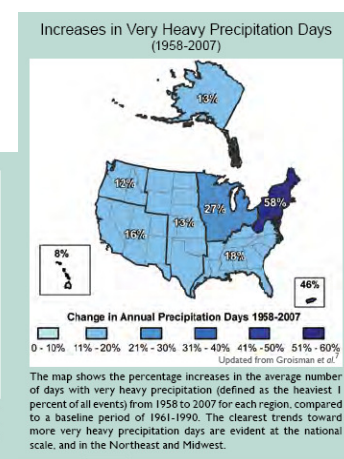 Increases in Very Heavy Precipitation Days
(1958-2007)
13%
12%
16%
13%
27%
58%
18%
8%
46%
Change in Annual Precipitation Days 1958-2007
0 - 10% 11% - 20% 21% - 30% 31% - 40% 41% -50% 51% - 60%
Updated from Groisman et al.7
The map shows the percentage increases in the average number
of days with very heavy precipitation (defined as the heaviest 1
percent of all events) from 1958 to 2007 for each region, compared
to a baseline period of 1961-1990. The clearest trends toward
more very heavy precipitation days are evident at the national
scale, and in the Northeast and Midwest.